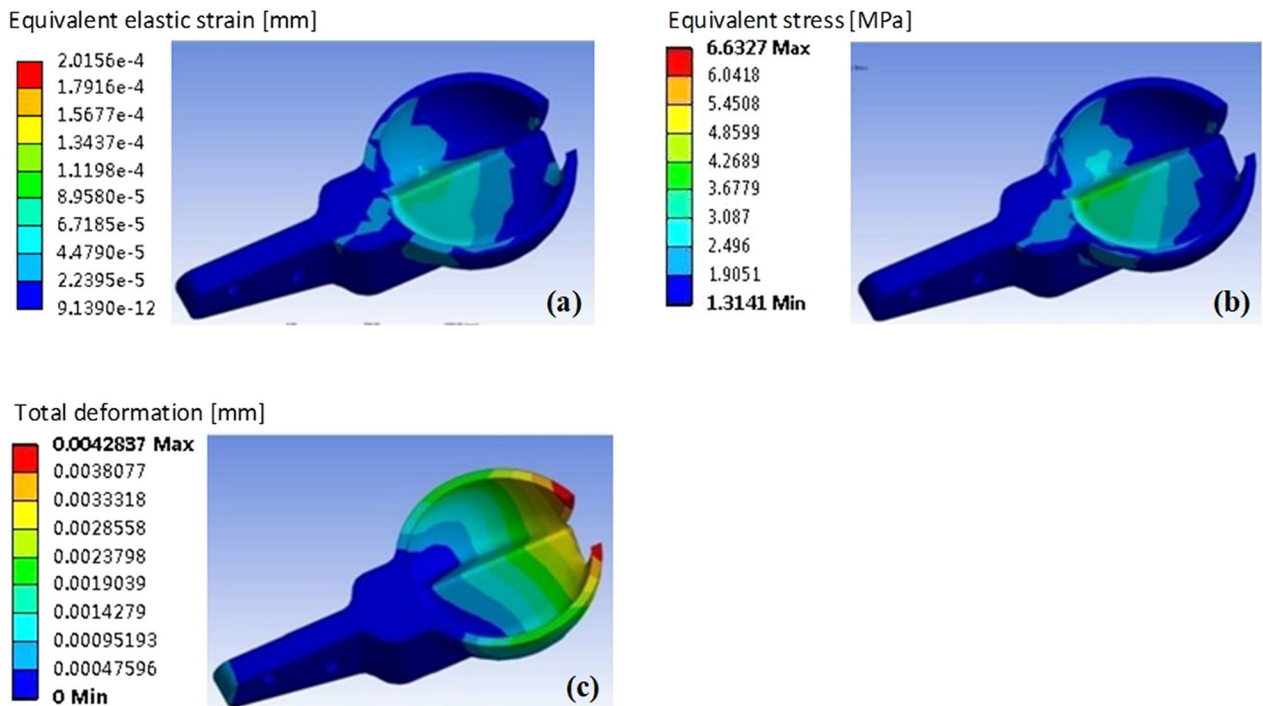 Equivalent elastic strain [mm]
2.0156e-4
1.7916e-4
1.5677e-4
1.3437e-4
1.1198e-4
8.9580e-5
6.7185e-5
4.4790e-5
2.2395e-5
9.1390e-12
(a)
Equivalent stress [MPa]
6.6327 Max
6.0418
5.4508
4.8599
4.2689
3.6779
3.087
2.496
1.9051
1.3141 Min
(b)
Total deformation [mm]
0.0042837 Max
0.0038077
0.0033318
0.0028558
0.0023798
0.0019039
0.0014279
0.00095193
0.00047596
0 Min
(c)